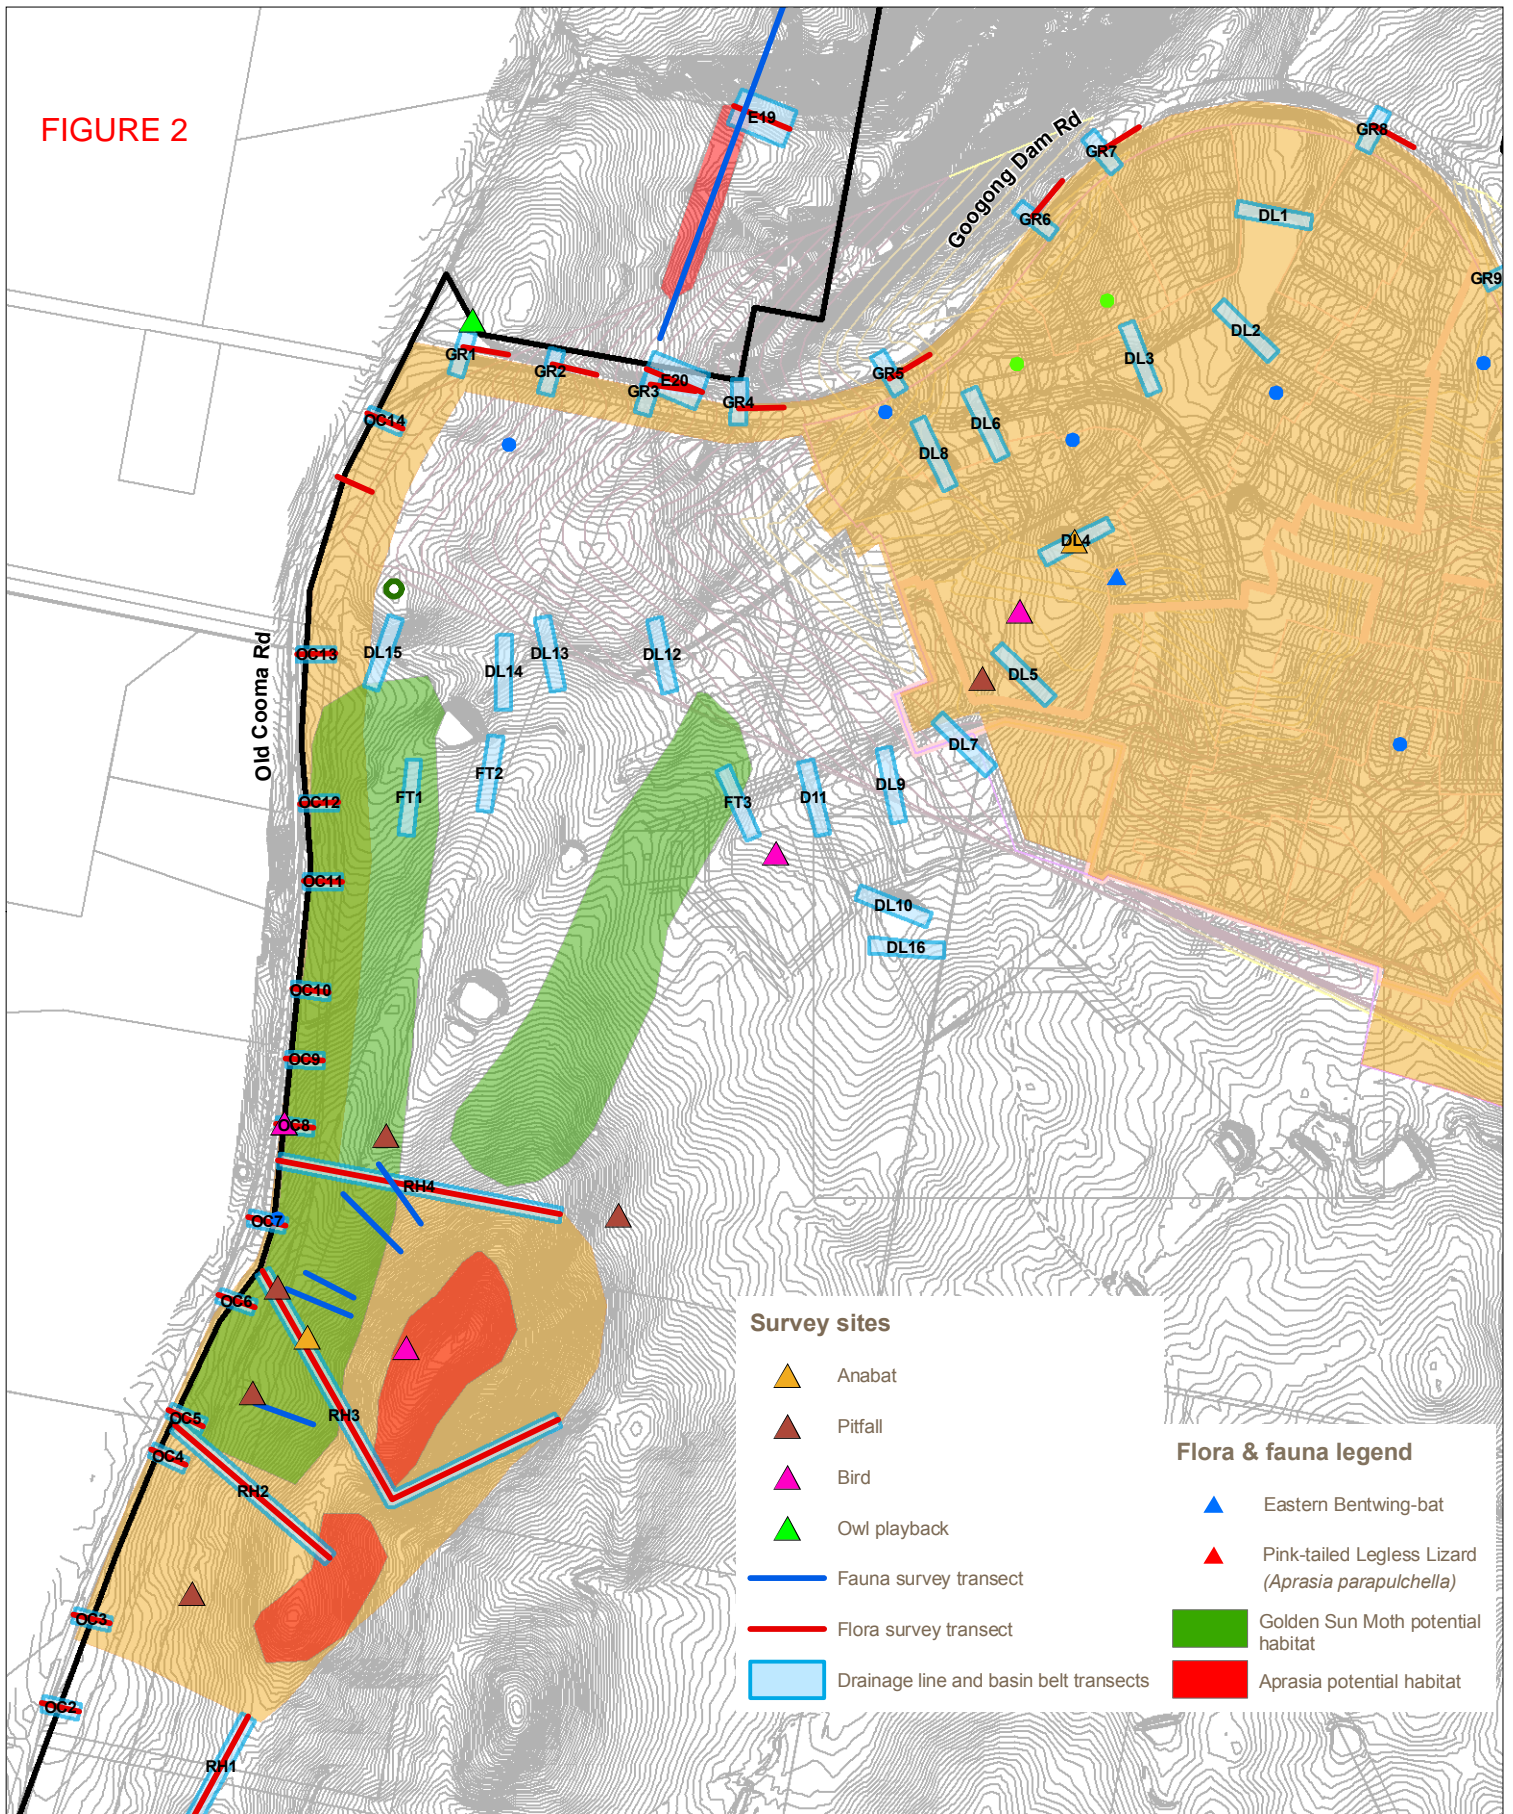 FIGURE 2
E19
Googong Dam Rd
GR7
GR8
GR6
DL1
GR9
DL2
DL3
GR1
GR2
E20
GR3
GR4
GR5
OC14
DL6
DL8
DL4
Old Cooma Rd
OC13
DL15
DL14
DL13
DL12
DL5
DL7
FT2
FT1
FT3
D11
DL9
OC12
OC11
DL10
DL16
OC10
OC9
OC8
RH4
OC7
OC6
OC5
RH3
OC4
RH2
OC3
OC2
RH1
Survey sites
Anabat
Pitfall
Bird
Owl playback
Fauna survey transect
Flora survey transect
Drainage line and basin belt transects
Flora & fauna legend
Eastern Bentwing-bat
Pink-tailed Legless Lizard
(Aprasia parapulchella)
Golden Sun Moth potential
habitat
Aprasia potential habitat